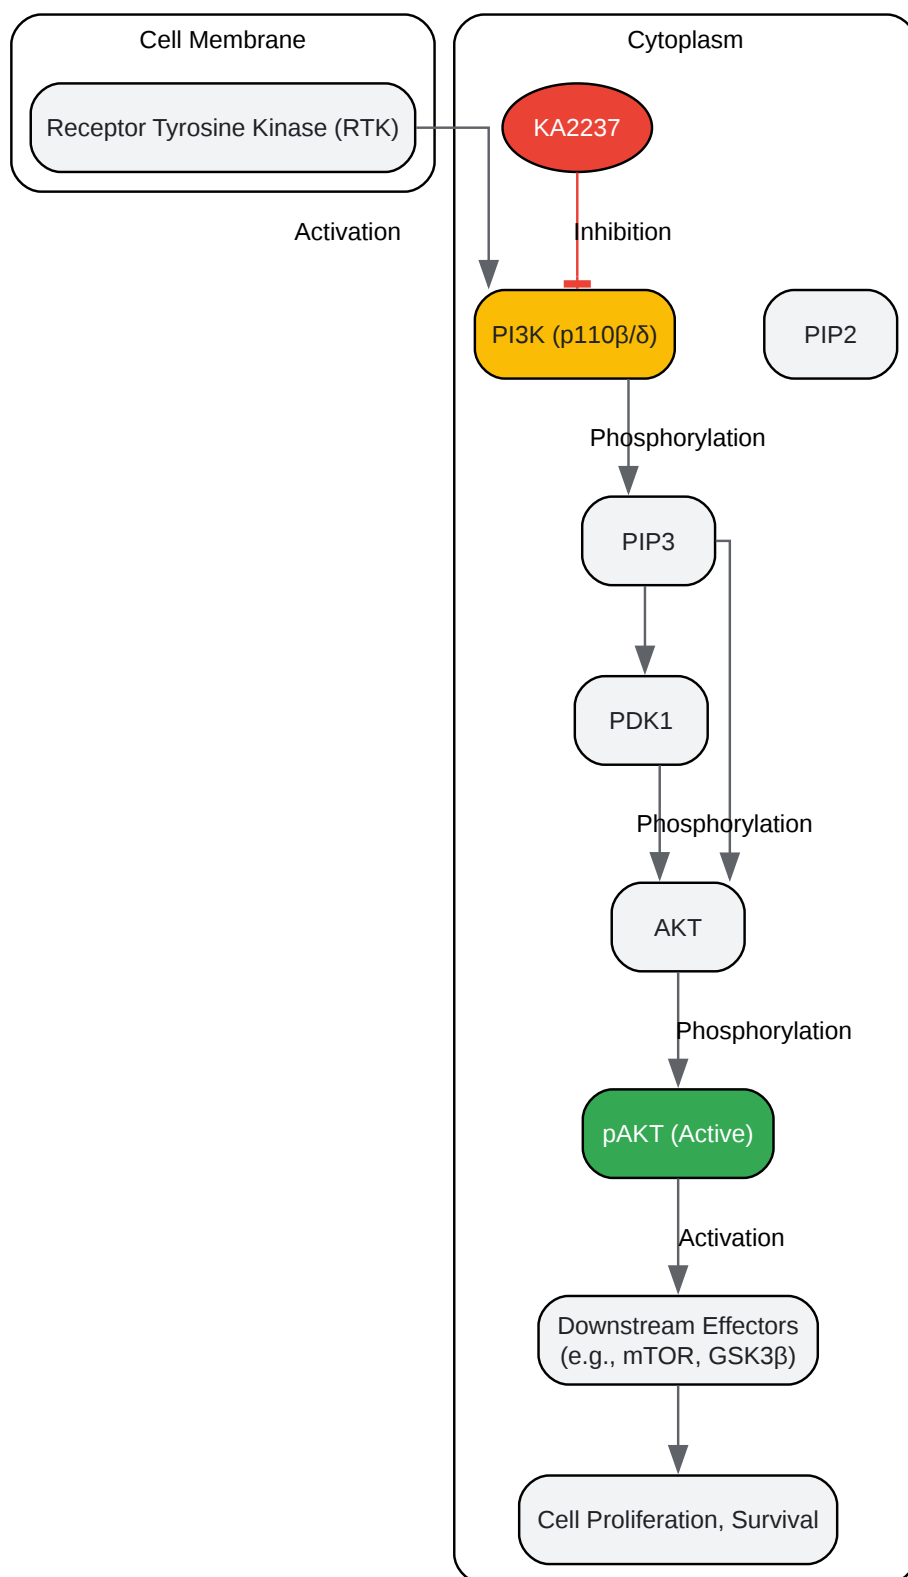 Cell Membrane
Cytoplasm
Receptor Tyrosine Kinase (RTK)
KA2237
Activation
Inhibition
PI3K (p110β/δ)
PIP2
Phosphorylation
PIP3
PDK1
Phosphorylation
AKT
Phosphorylation
pAKT (Active)
Activation
Downstream Effectors
(e.g., mTOR, GSK3β)
Cell Proliferation, Survival